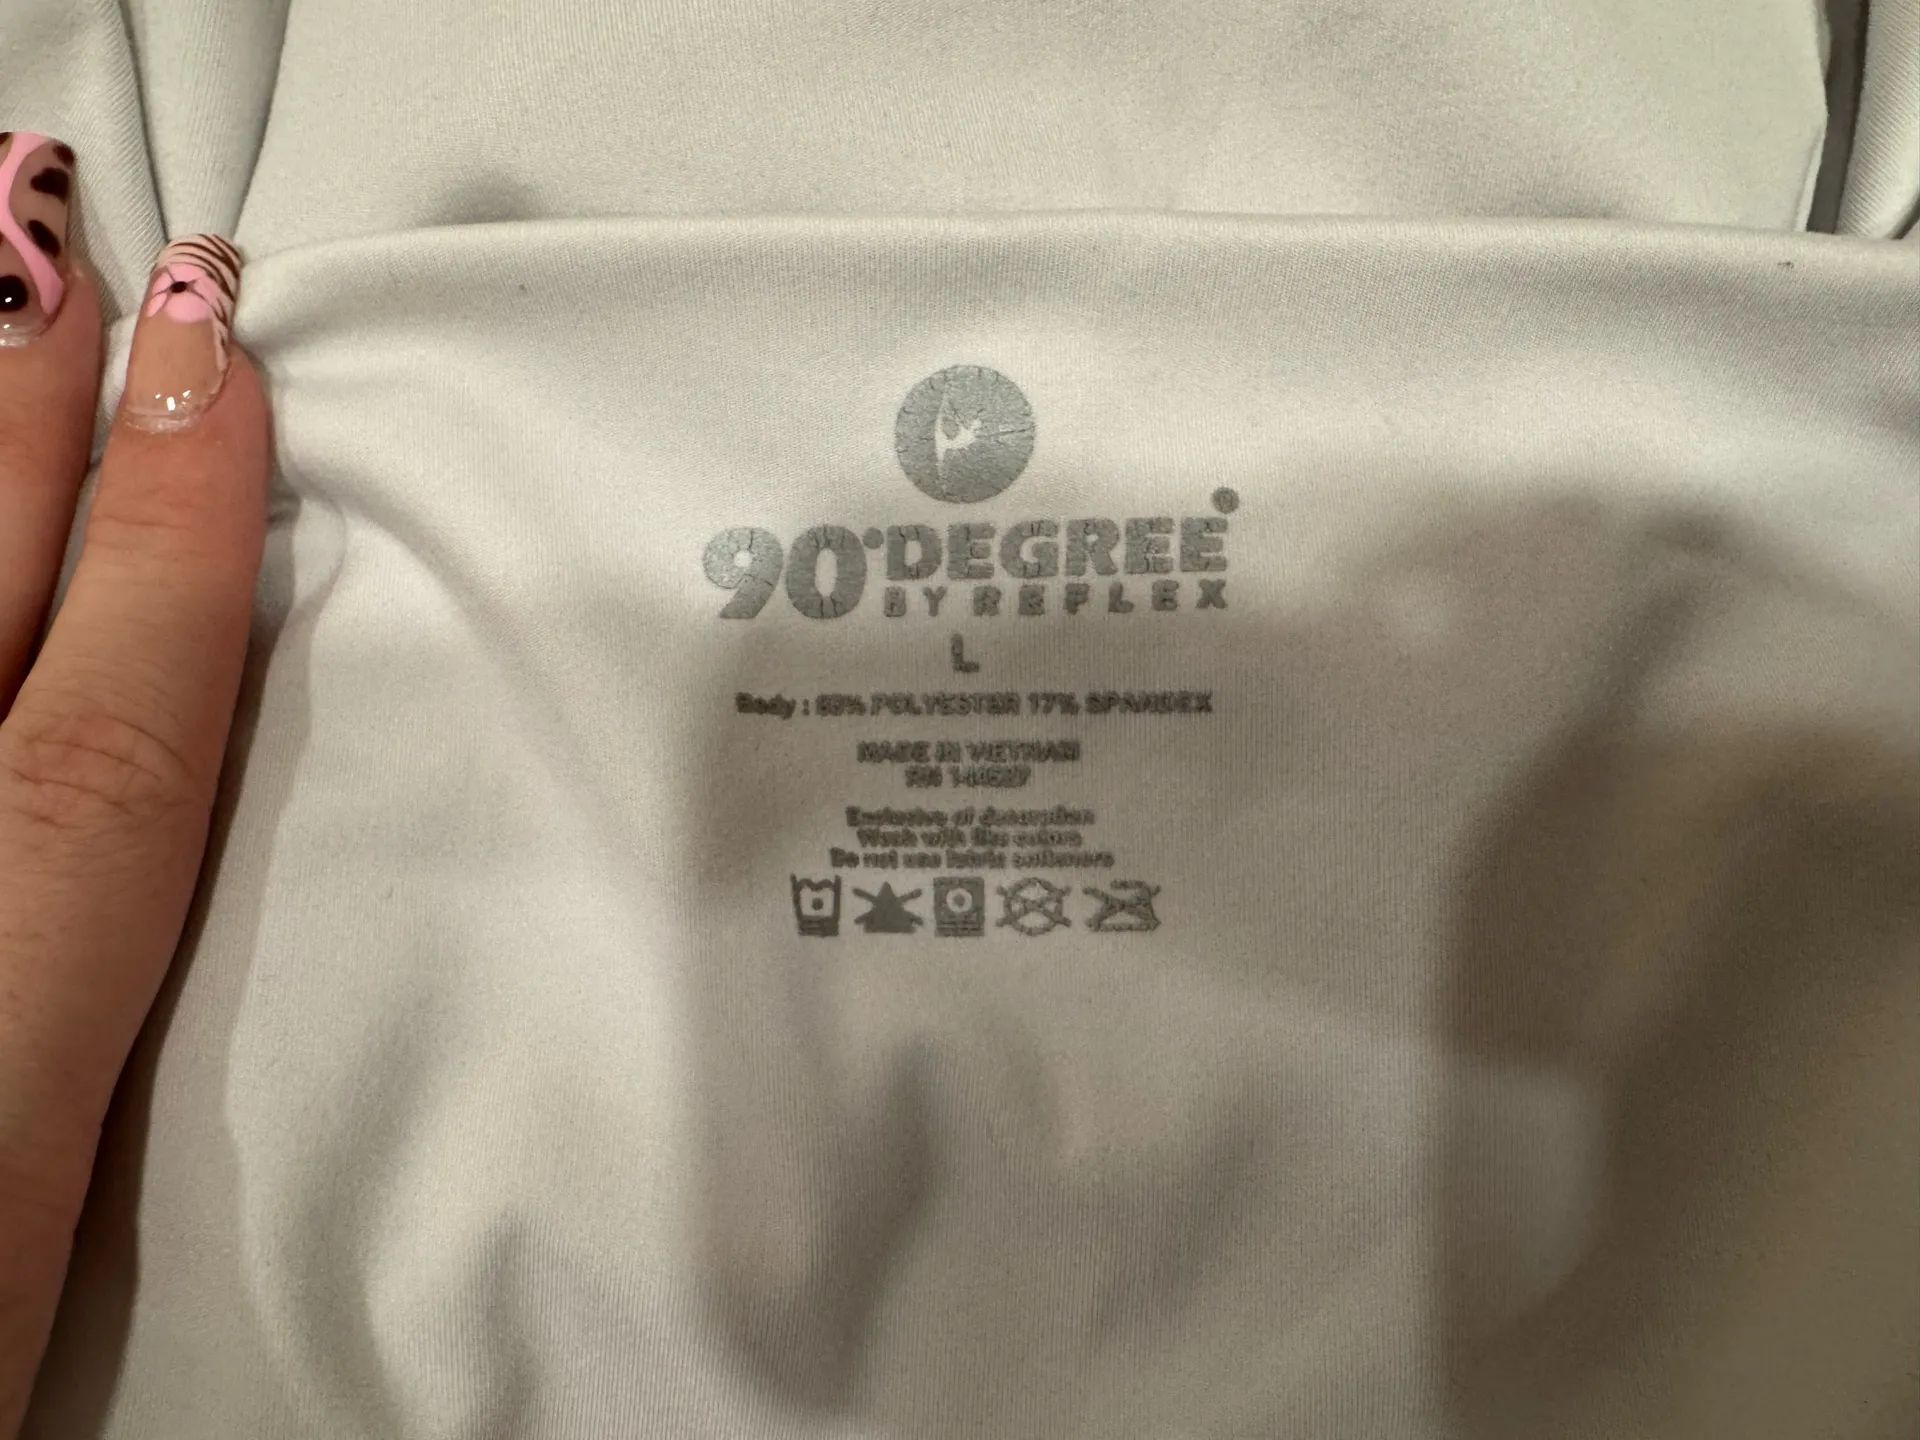 90°DEGREE®
BY REFLEX
L
Body : 83% POLYESTER 17% SPANDEX
MADE IN VIETNAM
RN
Exclusive of decoration
Wash with like colors
Do not use fabric softeners